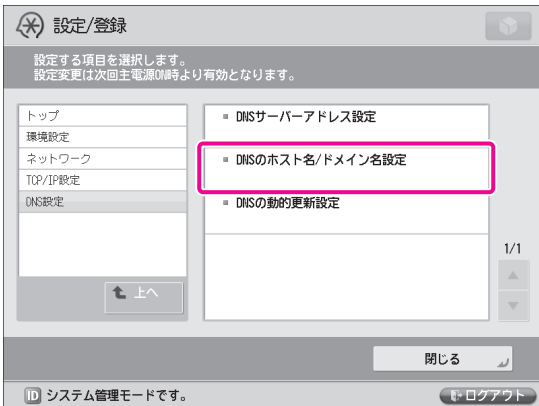 設定/登録
設定する項目を選択します。
設定変更は次回主電源ON時より有効となります。
トップ
環境設定
ネットワーク
TCP/IP設定
DNS設定
上へ
DNSサーバーアドレス設定
DNSのホスト名/ドメイン名設定
DNSの動的更新設定
1/1
閉じる
ID システム管理モードです。
ログアウト